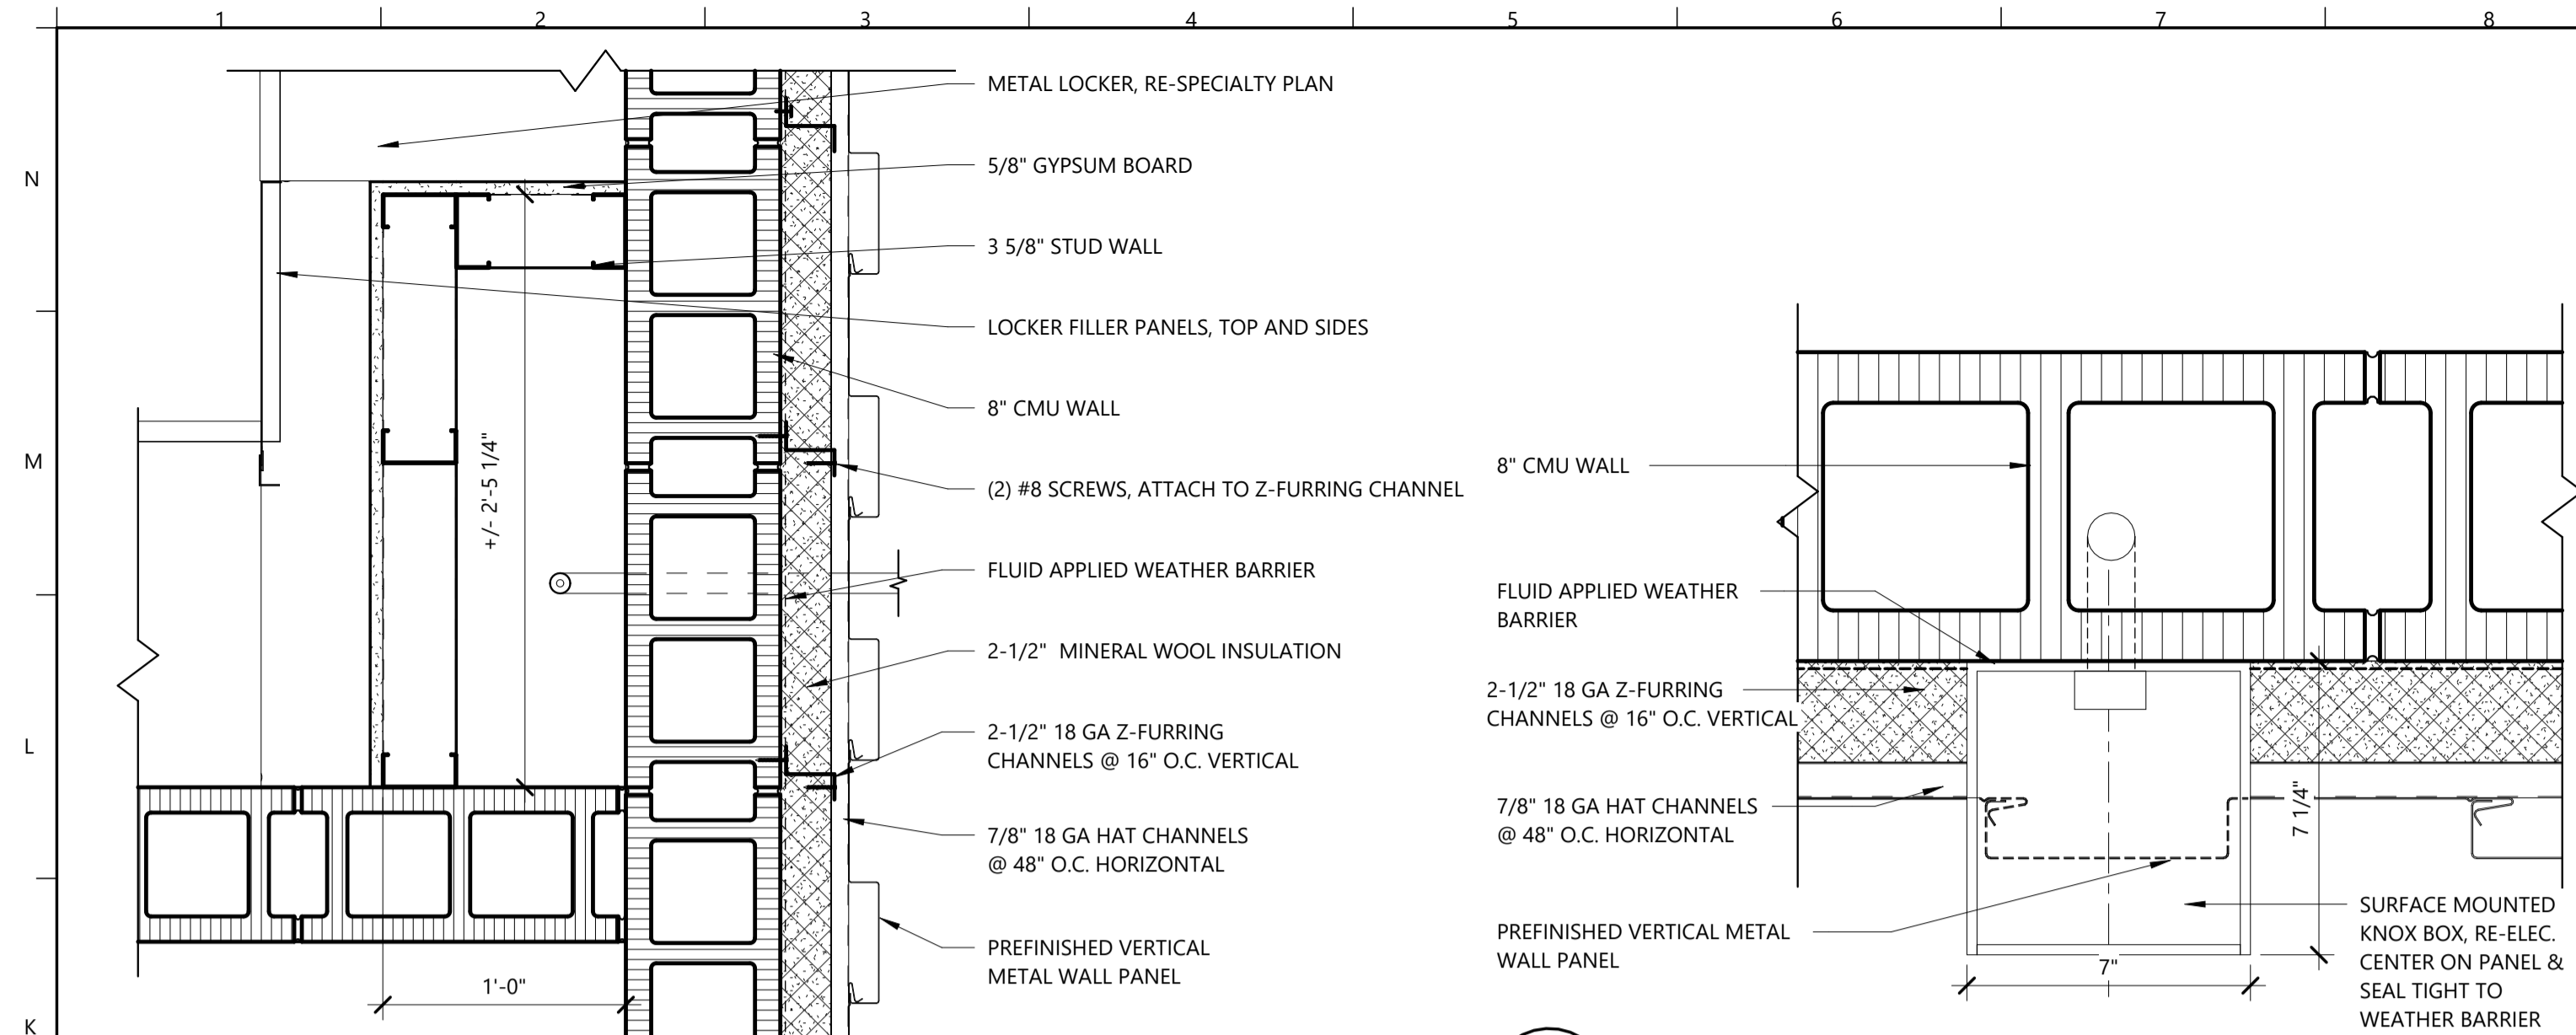 1 2 3 4 5 6 7 8
N
M
L
K
METAL LOCKER, RE-SPECIALTY PLAN
5/8" GYPSUM BOARD
3 5/8" STUD WALL
LOCKER FILLER PANELS, TOP AND SIDES
8" CMU WALL
(2) #8 SCREWS, ATTACH TO Z-FURRING CHANNEL
FLUID APPLIED WEATHER BARRIER
2-1/2" MINERAL WOOL INSULATION
2-1/2" 18 GA Z-FURRING
CHANNELS @ 16" O.C. VERTICAL
7/8" 18 GA HAT CHANNELS
@ 48" O.C. HORIZONTAL
PREFINISHED VERTICAL
METAL WALL PANEL
+/- 2'-5 1/4"
1'-0"
8" CMU WALL
FLUID APPLIED WEATHER
BARRIER
2-1/2" 18 GA Z-FURRING
CHANNELS @ 16" O.C. VERTICAL
7/8" 18 GA HAT CHANNELS
@ 48" O.C. HORIZONTAL
PREFINISHED VERTICAL METAL
WALL PANEL
7 1/4"
7"
SURFACE MOUNTED
KNOX BOX, RE-ELEC.
CENTER ON PANEL &
SEAL TIGHT TO
WEATHER BARRIER